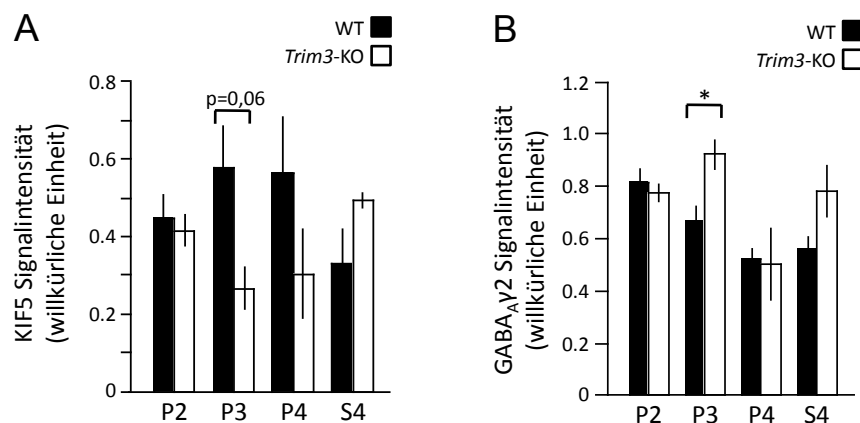 A
WT
Trim3-KO
KIF5 Signalintensität
(willkürliche Einheit)
0.8
0.6
0.4
0.2
0
p=0,06
P2 P3 P4 S4
B
WT
Trim3-KO
GABAAγ2 Signalintensität
(willkürliche Einheit)
1.2
1.0
0.8
0.6
0.4
0.2
0
*
P2 P3 P4 S4